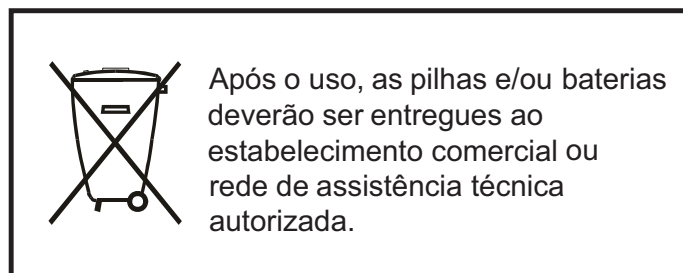 Após o uso, as pilhas e/ou baterias
deverão ser entregues ao
estabelecimento comercial ou
rede de assistência técnica
autorizada.